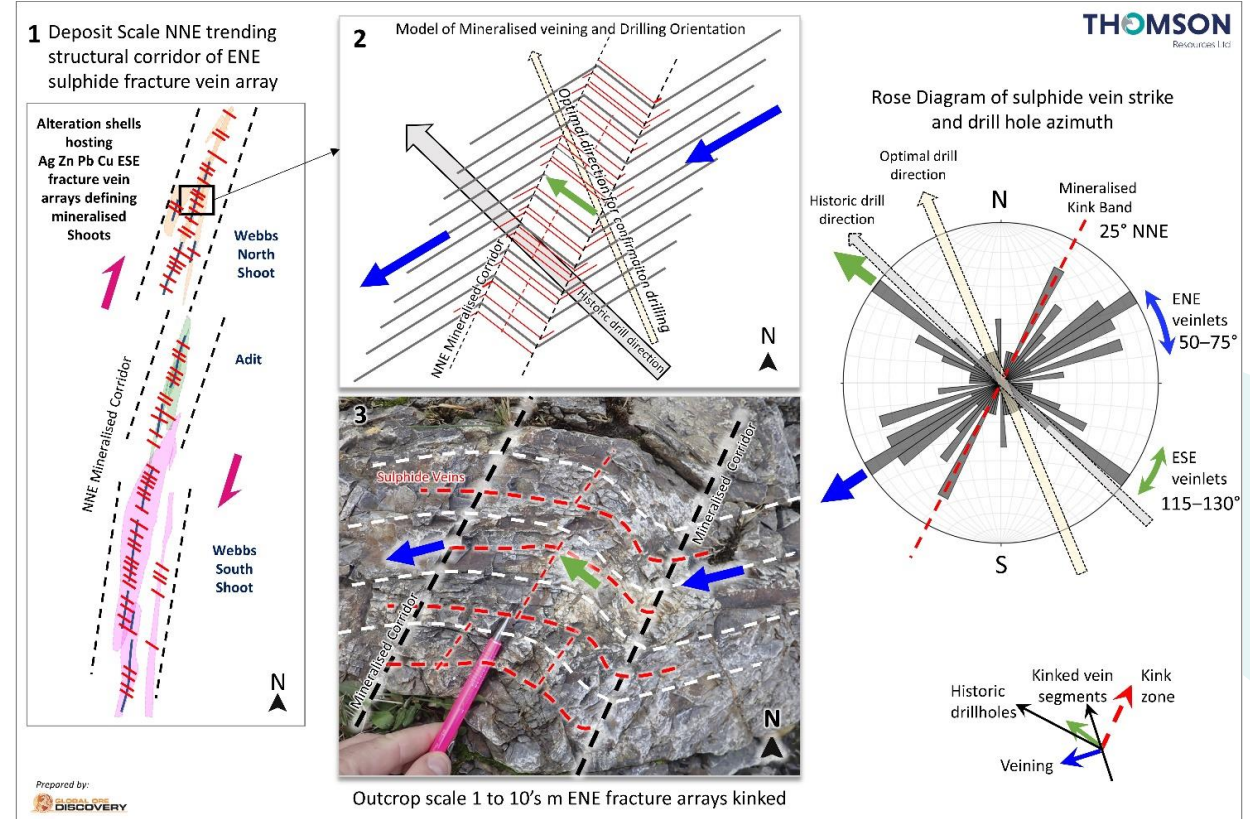 1 Deposit Scale NNE trending
structural corridor of ENE
sulphide fracture vein array
Alteration shells
hosting
Ag Zn Pb Cu ESE
fracture vein
arrays defining
mineralised
Shoots
Webbs
North
Shoot
Adit
NNE Mineralised Corridor
Webbs
South
Shoot
N
Prepared by:
GLOBAL ORE
DISCOVERY
2
Model of Mineralised veining and Drilling Orientation
Optimal direction for confirmaiton drilling
NNE Mineralised Corridor
Historic drill direction
N
3
Sulphide Veins
Mineralised Corridor
Mineralised Corridor
N
Outcrop scale 1 to 10's m ENE fracture arrays kinked
THOMSON
Resources Ltd
Rose Diagram of sulphide vein strike
and drill hole azimuth
Optimal drill
direction
Historic drill
direction
N
Mineralised
Kink Band
25° NNE
ENE
veinlets
50–75°
ESE
veinlets
115–130°
S
Historic
drillholes
Kinked vein
segments
Kink
zone
Veining